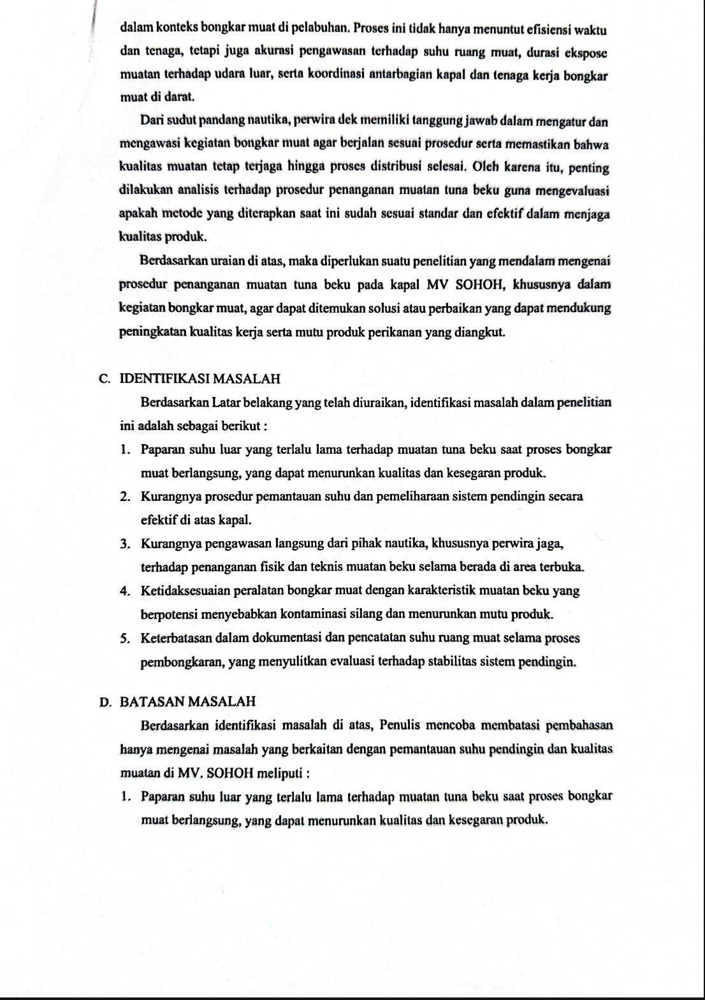 dalam konteks bongkar muat di pelabuhan. Proses ini tidak hanya menuntut efisiensi waktu
dan tenaga, tetapi juga akurasi pengawasan terhadap suhu ruang muat, durasi ekspose
muatan terhadap udara luar, serta koordinasi antarbagian kapal dan tenaga kerja bongkar
muat di darat.
Dari sudut pandang nautika, perwira dek memiliki tanggung jawab dalam mengatur dan
mengawasi kegiatan bongkar muat agar berjalan sesuai prosedur serta memastikan bahwa
kualitas muatan tetap terjaga hingga proses distribusi selesai. Oleh karena itu, penting
dilakukan analisis terhadap prosedur penanganan muatan tuna beku guna mengevaluasi
apakah metode yang diterapkan saat ini sudah sesuai standar dan efektif dalam menjaga
kualitas produk.
Berdasarkan uraian di atas, maka diperlukan suatu penelitian yang mendalam mengenai
prosedur penanganan muatan tuna beku pada kapal MV SOHOH, khususnya dalam
kegiatan bongkar muat, agar dapat ditemukan solusi atau perbaikan yang dapat mendukung
peningkatan kualitas kerja serta mutu produk perikanan yang diangkut.
C. IDENTIFIKASI MASALAH
Berdasarkan Latar belakang yang telah diuraikan, identifikasi masalah dalam penelitian
ini adalah sebagai berikut :
1. Paparan suhu luar yang terlalu lama terhadap muatan tuna beku saat proses bongkar
muat berlangsung, yang dapat menurunkan kualitas dan kesegaran produk.
2. Kurangnya prosedur pemantauan suhu dan pemeliharaan sistem pendingin secara
efektif di atas kapal.
3. Kurangnya pengawasan langsung dari pihak nautika, khususnya perwira jaga,
terhadap penanganan fisik dan teknis muatan beku selama berada di area terbuka.
4. Ketidaksesuaian peralatan bongkar muat dengan karakteristik muatan beku yang
berpotensi menyebabkan kontaminasi silang dan menurunkan mutu produk.
5. Keterbatasan dalam dokumentasi dan pencatatan suhu ruang muat selama proses
pembongkaran, yang menyulitkan evaluasi terhadap stabilitas sistem pendingin.
D. BATASAN MASALAH
Berdasarkan identifikasi masalah di atas, Penulis mencoba membatasi pembahasan
hanya mengenai masalah yang berkaitan dengan pemantauan suhu pendingin dan kualitas
muatan di MV. SOHOH meliputi :
1. Paparan suhu luar yang terlalu lama terhadap muatan tuna beku saat proses bongkar
muat berlangsung, yang dapat menurunkan kualitas dan kesegaran produk.